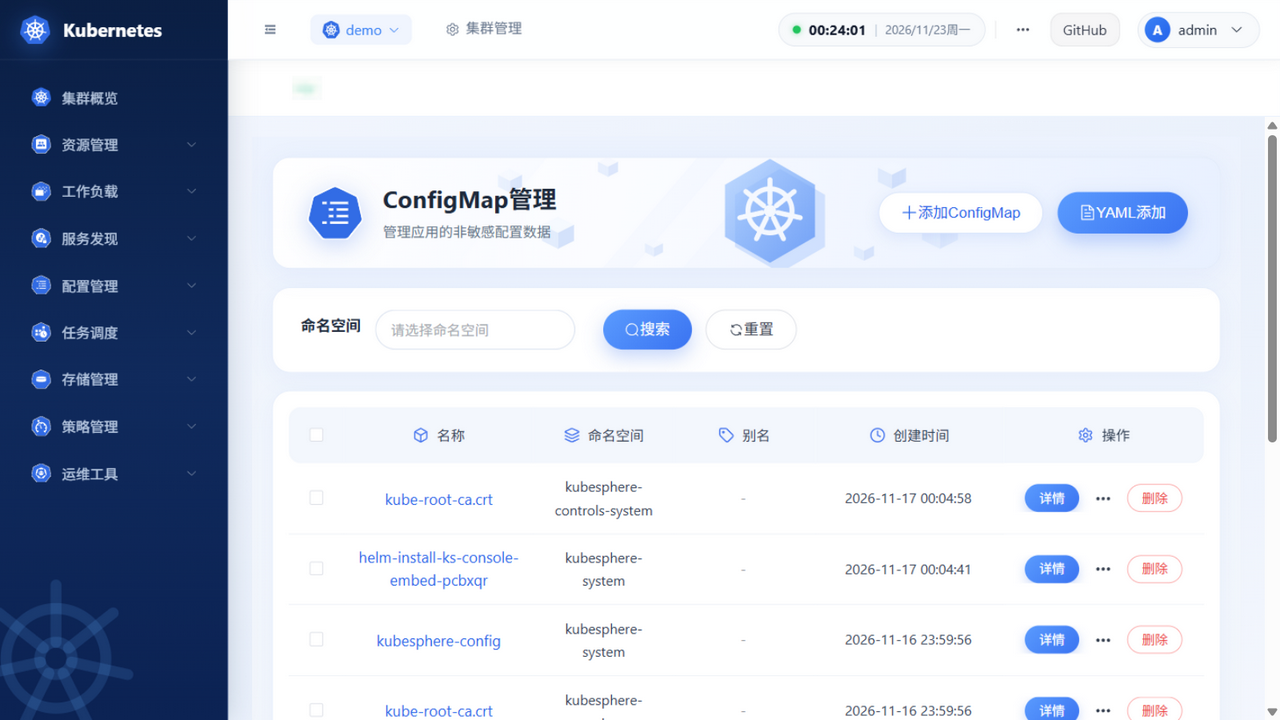 Kubernetes
demo
集群管理
00:24:01
2026/11/23周一
GitHub
A
admin
集群概览
资源管理
工作负载
服务发现
配置管理
任务调度
存储管理
策略管理
运维工具
ConfigMap管理
管理应用的非敏感配置数据
添加ConfigMap
YAML添加
命名空间
请选择命名空间
搜索
重置
名称
命名空间
别名
创建时间
操作
kube-root-ca.crt
kubesphere-
controls-system
-
2026-11-17 00:04:58
详情
删除
helm-install-ks-console-
embed-pcbxqr
kubesphere-
system
-
2026-11-17 00:04:41
详情
删除
kubesphere-config
kubesphere-
system
-
2026-11-16 23:59:56
详情
删除
kube-root-ca.crt
kubesphere-
-
2026-11-16 23:59:56
详情
删除